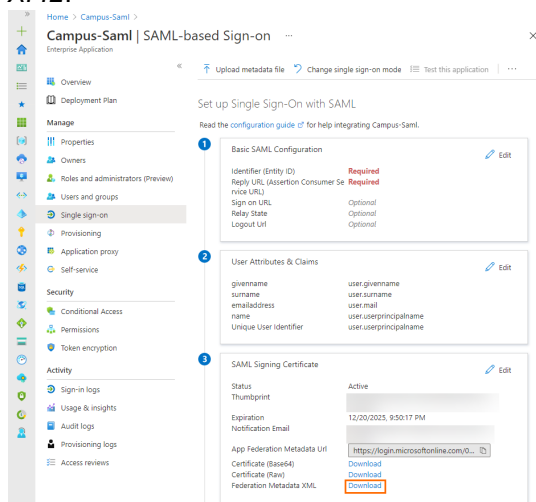 Home > Campus-Saml >
Campus-Saml | SAML-based Sign-on ...
Enterprise Application
Overview
Deployment Plan
Manage
Properties
Owners
Roles and administrators (Preview)
Users and groups
Single sign-on
Provisioning
Application proxy
Self-service
Security
Conditional Access
Permissions
Token encryption
Activity
Sign-in logs
Usage & insights
Audit logs
Provisioning logs
Access reviews
Upload metadata file Change single sign-on mode Test this application ...
Set up Single Sign-On with SAML
Read the configuration guide for help integrating Campus-Saml.
1
Basic SAML Configuration
Edit
Identifier (Entity ID) Required
Reply URL (Assertion Consumer Se Required
rvice URL)
Sign on URL Optional
Relay State Optional
Logout Url Optional
2
User Attributes & Claims
Edit
givenname user.givenname
surname user.surname
emailaddress user.mail
name user.userprincipalname
Unique User Identifier user.userprincipalname
3
SAML Signing Certificate
Edit
Status Active
Thumbprint
Expiration 12/20/2025, 9:50:17 PM
Notification Email
App Federation Metadata Url https://login.microsoftonline.com/0...
Certificate (Base64) Download
Certificate (Raw) Download
Federation Metadata XML Download